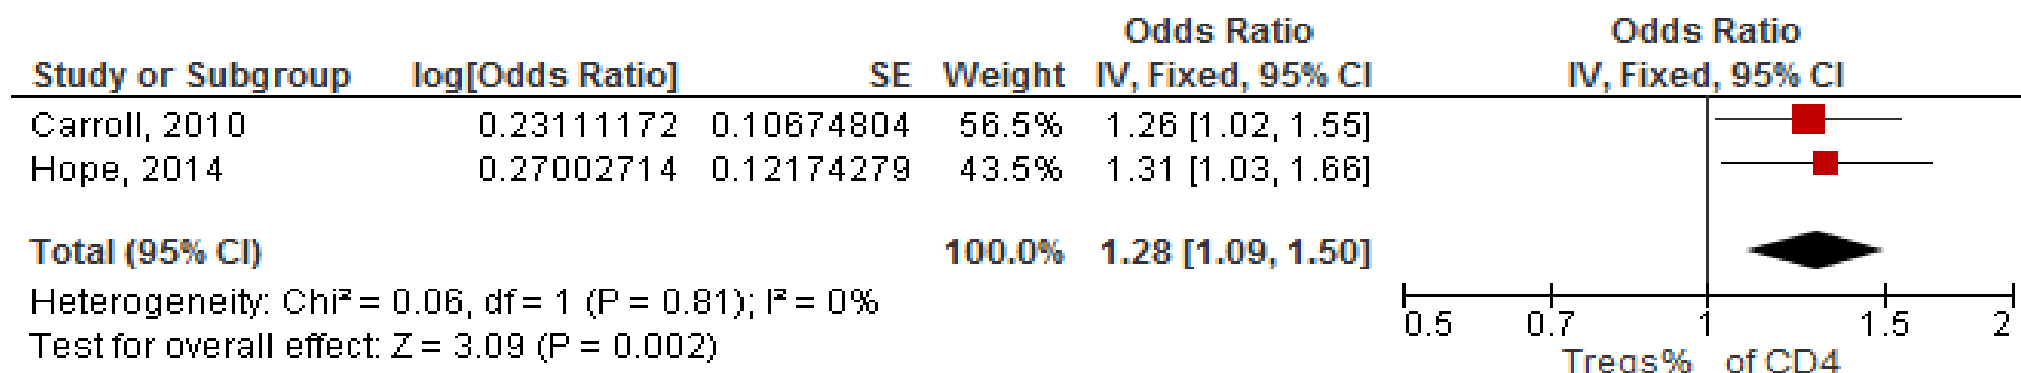 Odds Ratio Odds Ratio
Study or Subgroup log[Odds Ratio] SE Weight IV, Fixed, 95% CI IV, Fixed, 95% CI
Carroll, 2010 0.23111172 0.10674804 56.5% 1.26 [1.02, 1.55]
Hope, 2014 0.27002714 0.12174279 43.5% 1.31 [1.03, 1.66]
Total (95% CI) 100.0% 1.28 [1.09, 1.50]
Heterogeneity: Chi² = 0.06, df = 1 (P = 0.81); I² = 0%
Test for overall effect: Z = 3.09 (P = 0.002)
0.5 0.7 1 1.5 2
Tregs% of CD4